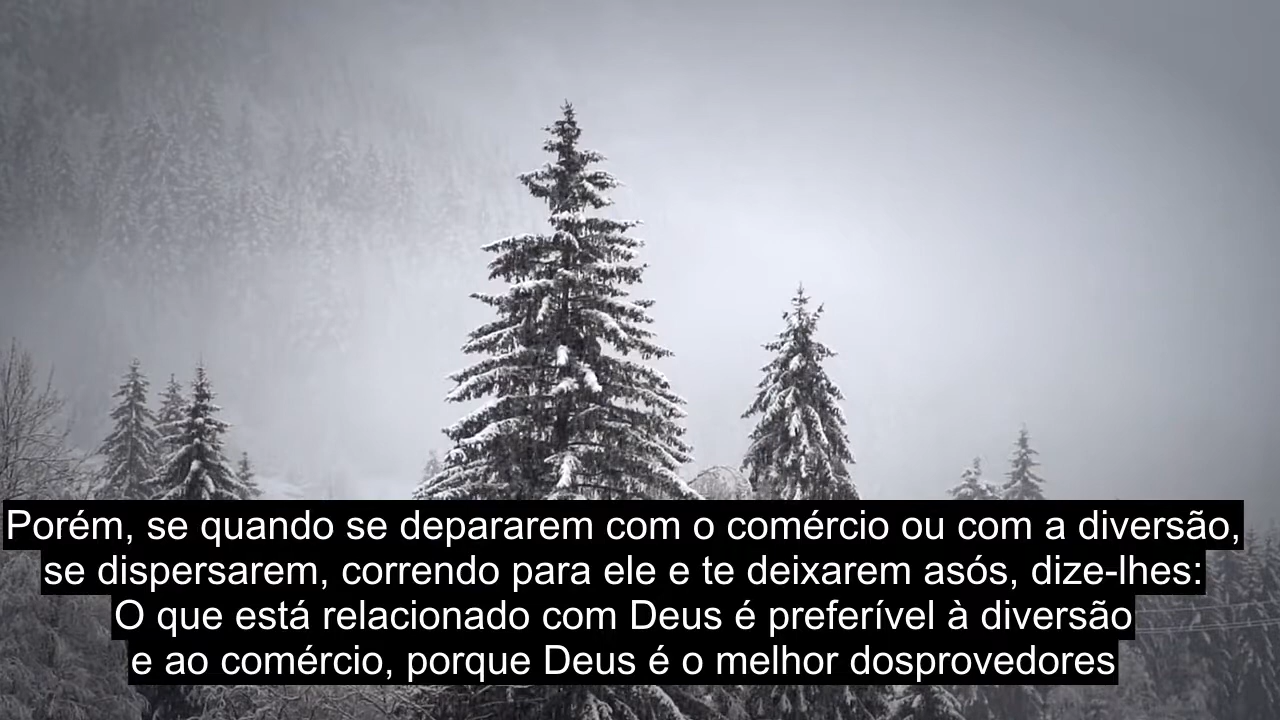 Porém, se quando se depararem com o comércio ou com a diversão,
se dispersarem, correndo para ele e te deixarem asós, dize-lhes:
O que está relacionado com Deus é preferível à diversão
e ao comércio, porque Deus é o melhor dosprovedores